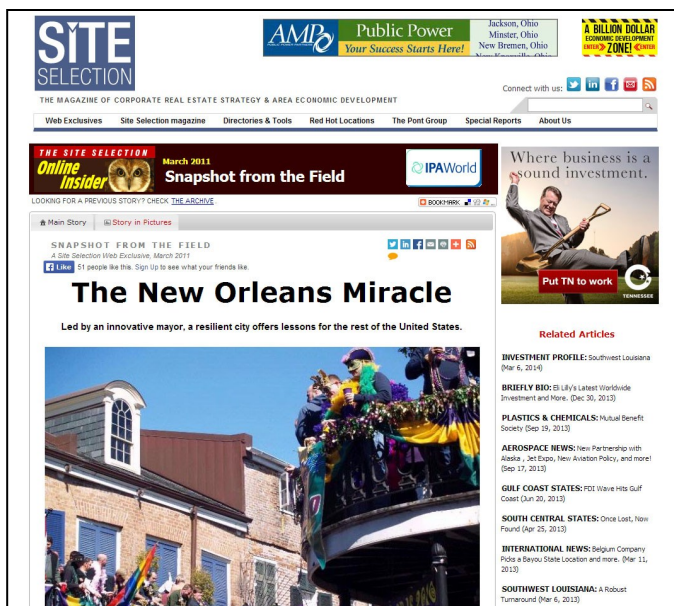 SITE
SELECTION
AMP
Public Power
Your Success Starts Here!
Jackson, Ohio
Minster, Ohio
New Bremen, Ohio
A BILLION DOLLAR
ECONOMIC DEVELOPMENT
ENTER ZONE! ENTER
Connect with us:
THE MAGAZINE OF CORPORATE REAL ESTATE STRATEGY & AREA ECONOMIC DEVELOPMENT
Web Exclusives Site Selection magazine Directories & Tools Red Hot Locations The Pont Group Special Reports About Us
THE SITE SELECTION
Online
Insider
March 2011
Snapshot from the Field
IPAWorld
LOOKING FOR A PREVIOUS STORY? CHECK THE ARCHIVE.
BOOKMARK
Main Story Story in Pictures
SNAPSHOT FROM THE FIELD
A Site Selection Web Exclusive, March 2011
Like 51 people like this. Sign Up to see what your friends like.
The New Orleans Miracle
Led by an innovative mayor, a resilient city offers lessons for the rest of the United States.
Where business is a
sound investment.
Put TN to work
TENNESSEE
Related Articles
INVESTMENT PROFILE: Southwest Louisiana
(Mar 6, 2014)
BRIEFLY BIO: Eli Lilly's Latest Worldwide
Investment and More. (Dec 30, 2013)
PLASTICS & CHEMICALS: Mutual Benefit
Society (Sep 19, 2013)
AEROSPACE NEWS: New Partnership with
Alaska , Jet Expo, New Aviation Policy, and more!
(Sep 17, 2013)
GULF COAST STATES: FDI Wave Hits Gulf
Coast (Jun 20, 2013)
SOUTH CENTRAL STATES: Once Lost, Now
Found (Apr 25, 2013)
INTERNATIONAL NEWS: Belgium Company
Picks a Bayou State Location and more. (Mar 11,
2013)
SOUTHWEST LOUISIANA: A Robust
Turnaround (Mar 6, 2013)